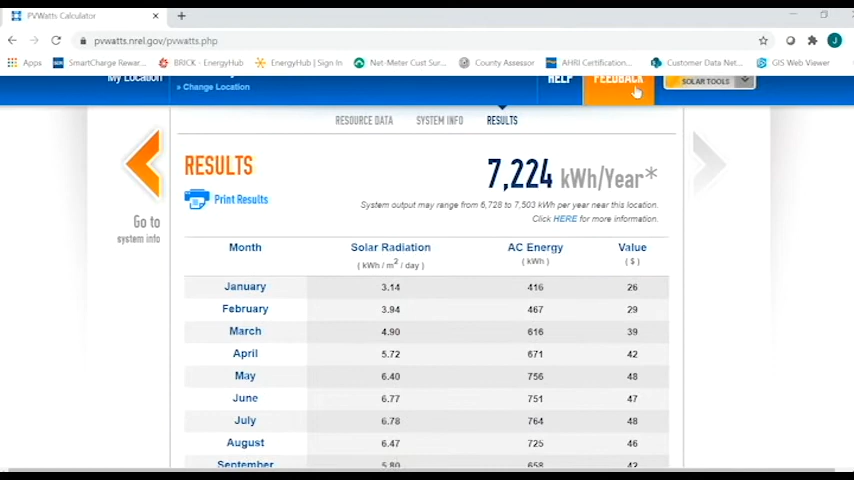 PVWatts Calculator
pvwatts.nrel.gov/pvwatts.php
Apps SmartCharge Rewar... BRICK - EnergyHub EnergyHub | Sign In Net-Meter Cust Sur... County Assessor AHRI Certification... Customer Data Net... GIS Web Viewer
My Location
» Change Location
HELP
FEEDBACK
SOLAR TOOLS
RESOURCE DATA SYSTEM INFO RESULTS
RESULTS
7,224 kWh/Year*
Print Results
System output may range from 6,728 to 7,503 kWh per year near this location.
Click HERE for more information.
Go to
system info
Month Solar Radiation AC Energy Value
( kWh / m2 / day ) ( kWh ) ( $ )
January 3.14 416 26
February 3.94 467 29
March 4.90 616 39
April 5.72 671 42
May 6.40 756 48
June 6.77 751 47
July 6.78 764 48
August 6.47 725 46
September 5.80 658 42